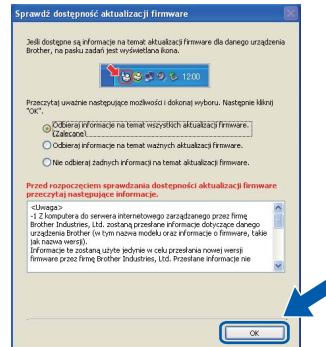 Sprawdź dostępność aktualizacji firmware
Jeśli dostępne są informacje na temat aktualizacji firmware dla danego urządzenia
Brother, na pasku zadań jest wyświetlana ikona.
12:00
Przeczytaj uważnie następujące możliwości i dokonaj wyboru. Następnie kliknij
"OK".
Odbieraj informacje na temat wszystkich aktualizacji firmware.
(Zalecane)
Odbieraj informacje na temat ważnych aktualizacji firmware.
Nie odbieraj żadnych informacji na temat aktualizacji firmware.
Przed rozpoczęciem sprawdzania dostępności aktualizacji firmware
przeczytaj następujące informacje.
<Uwaga>
-1 Z komputera do serwera internetowego zarządzanego przez firmę
Brother Industries, Ltd. zostaną przesłane informacje dotyczące danego
urządzenia Brother (w tym nazwa modelu oraz informacje o firmware, takie
jak nazwa wersji).
Informacje te zostaną użyte jedynie w celu przesłania nowej wersji
firmware przez firmę Brother Industries, Ltd. Przesłane informacje nie
OK